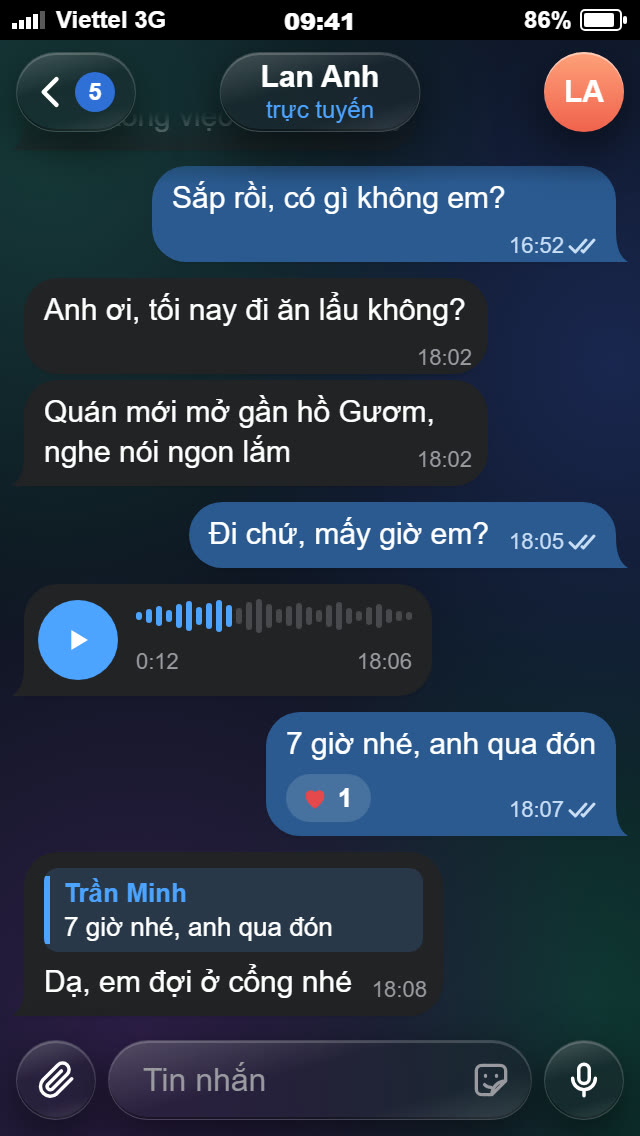 Viettel 3G 09:41 86%
5
Lan Anh
trực tuyến
LA
Sắp rồi, có gì không em?
16:52
Anh ơi, tối nay đi ăn lẩu không?
18:02
Quán mới mở gần hồ Gươm,
nghe nói ngon lắm
18:02
Đi chứ, mấy giờ em? 18:05
0:12 18:06
7 giờ nhé, anh qua đón
1 18:07
Trần Minh
7 giờ nhé, anh qua đón
Dạ, em đợi ở cổng nhé 18:08
Tin nhắn